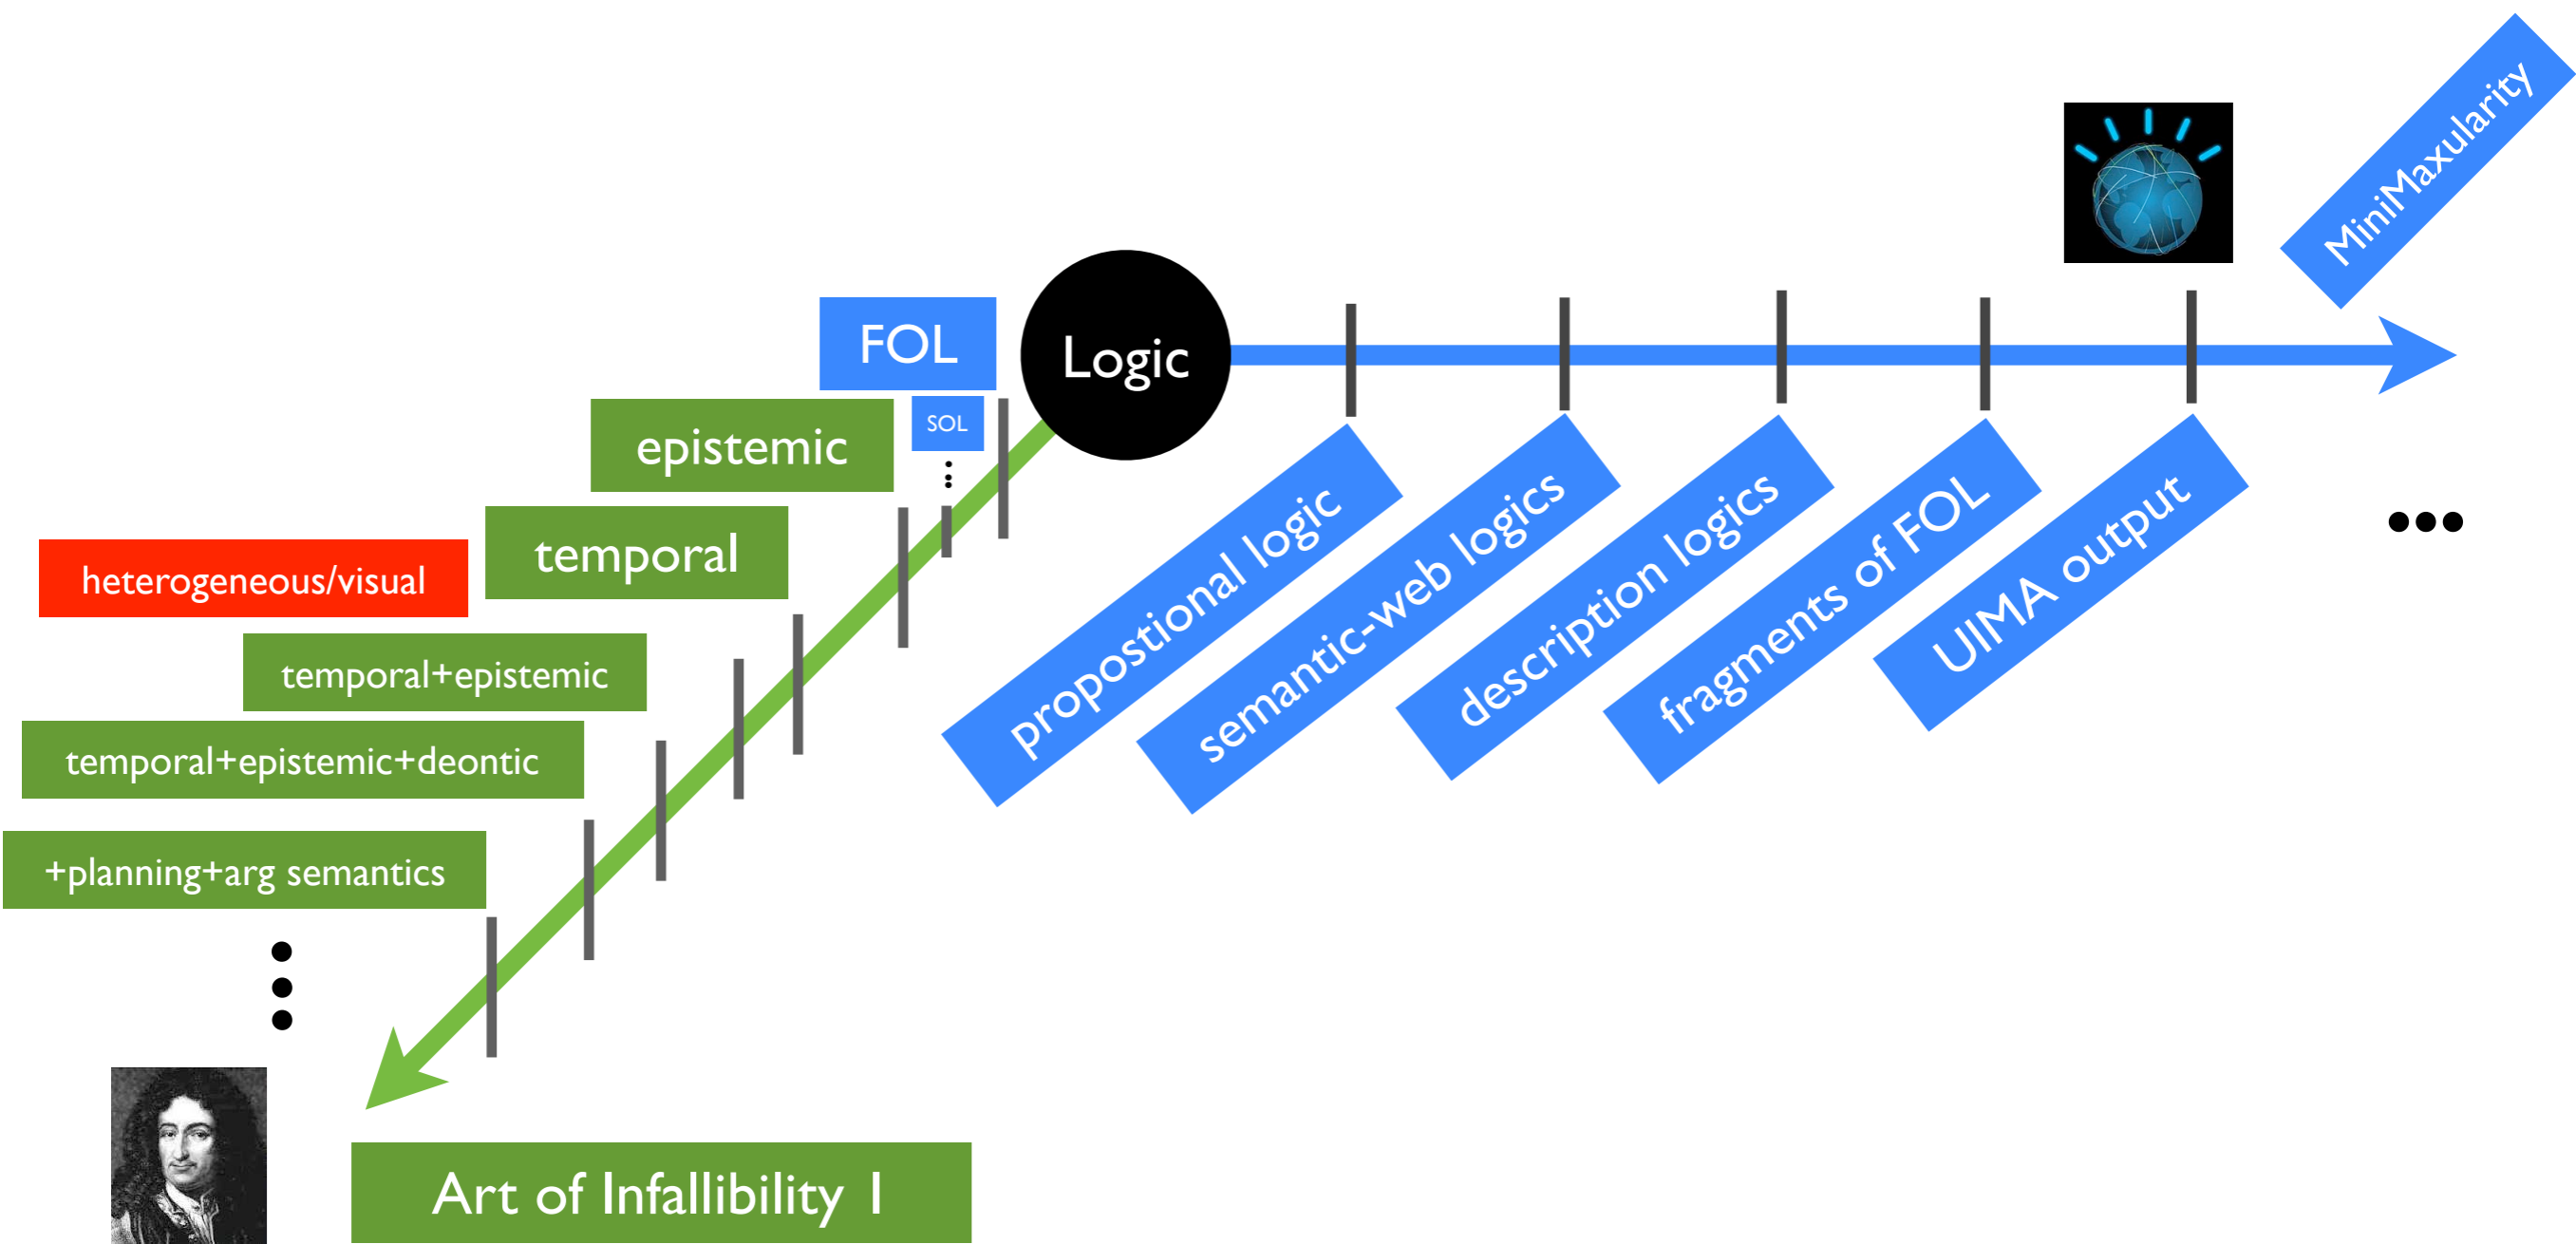 MiniMaxularity
FOL
Logic
SOL
epistemic
temporal
heterogeneous/visual
temporal+epistemic
temporal+epistemic+deontic
+planning+arg semantics
propostional logic
semantic-web logics
description logics
fragments of FOL
UIMA output
Art of Infallibility 1